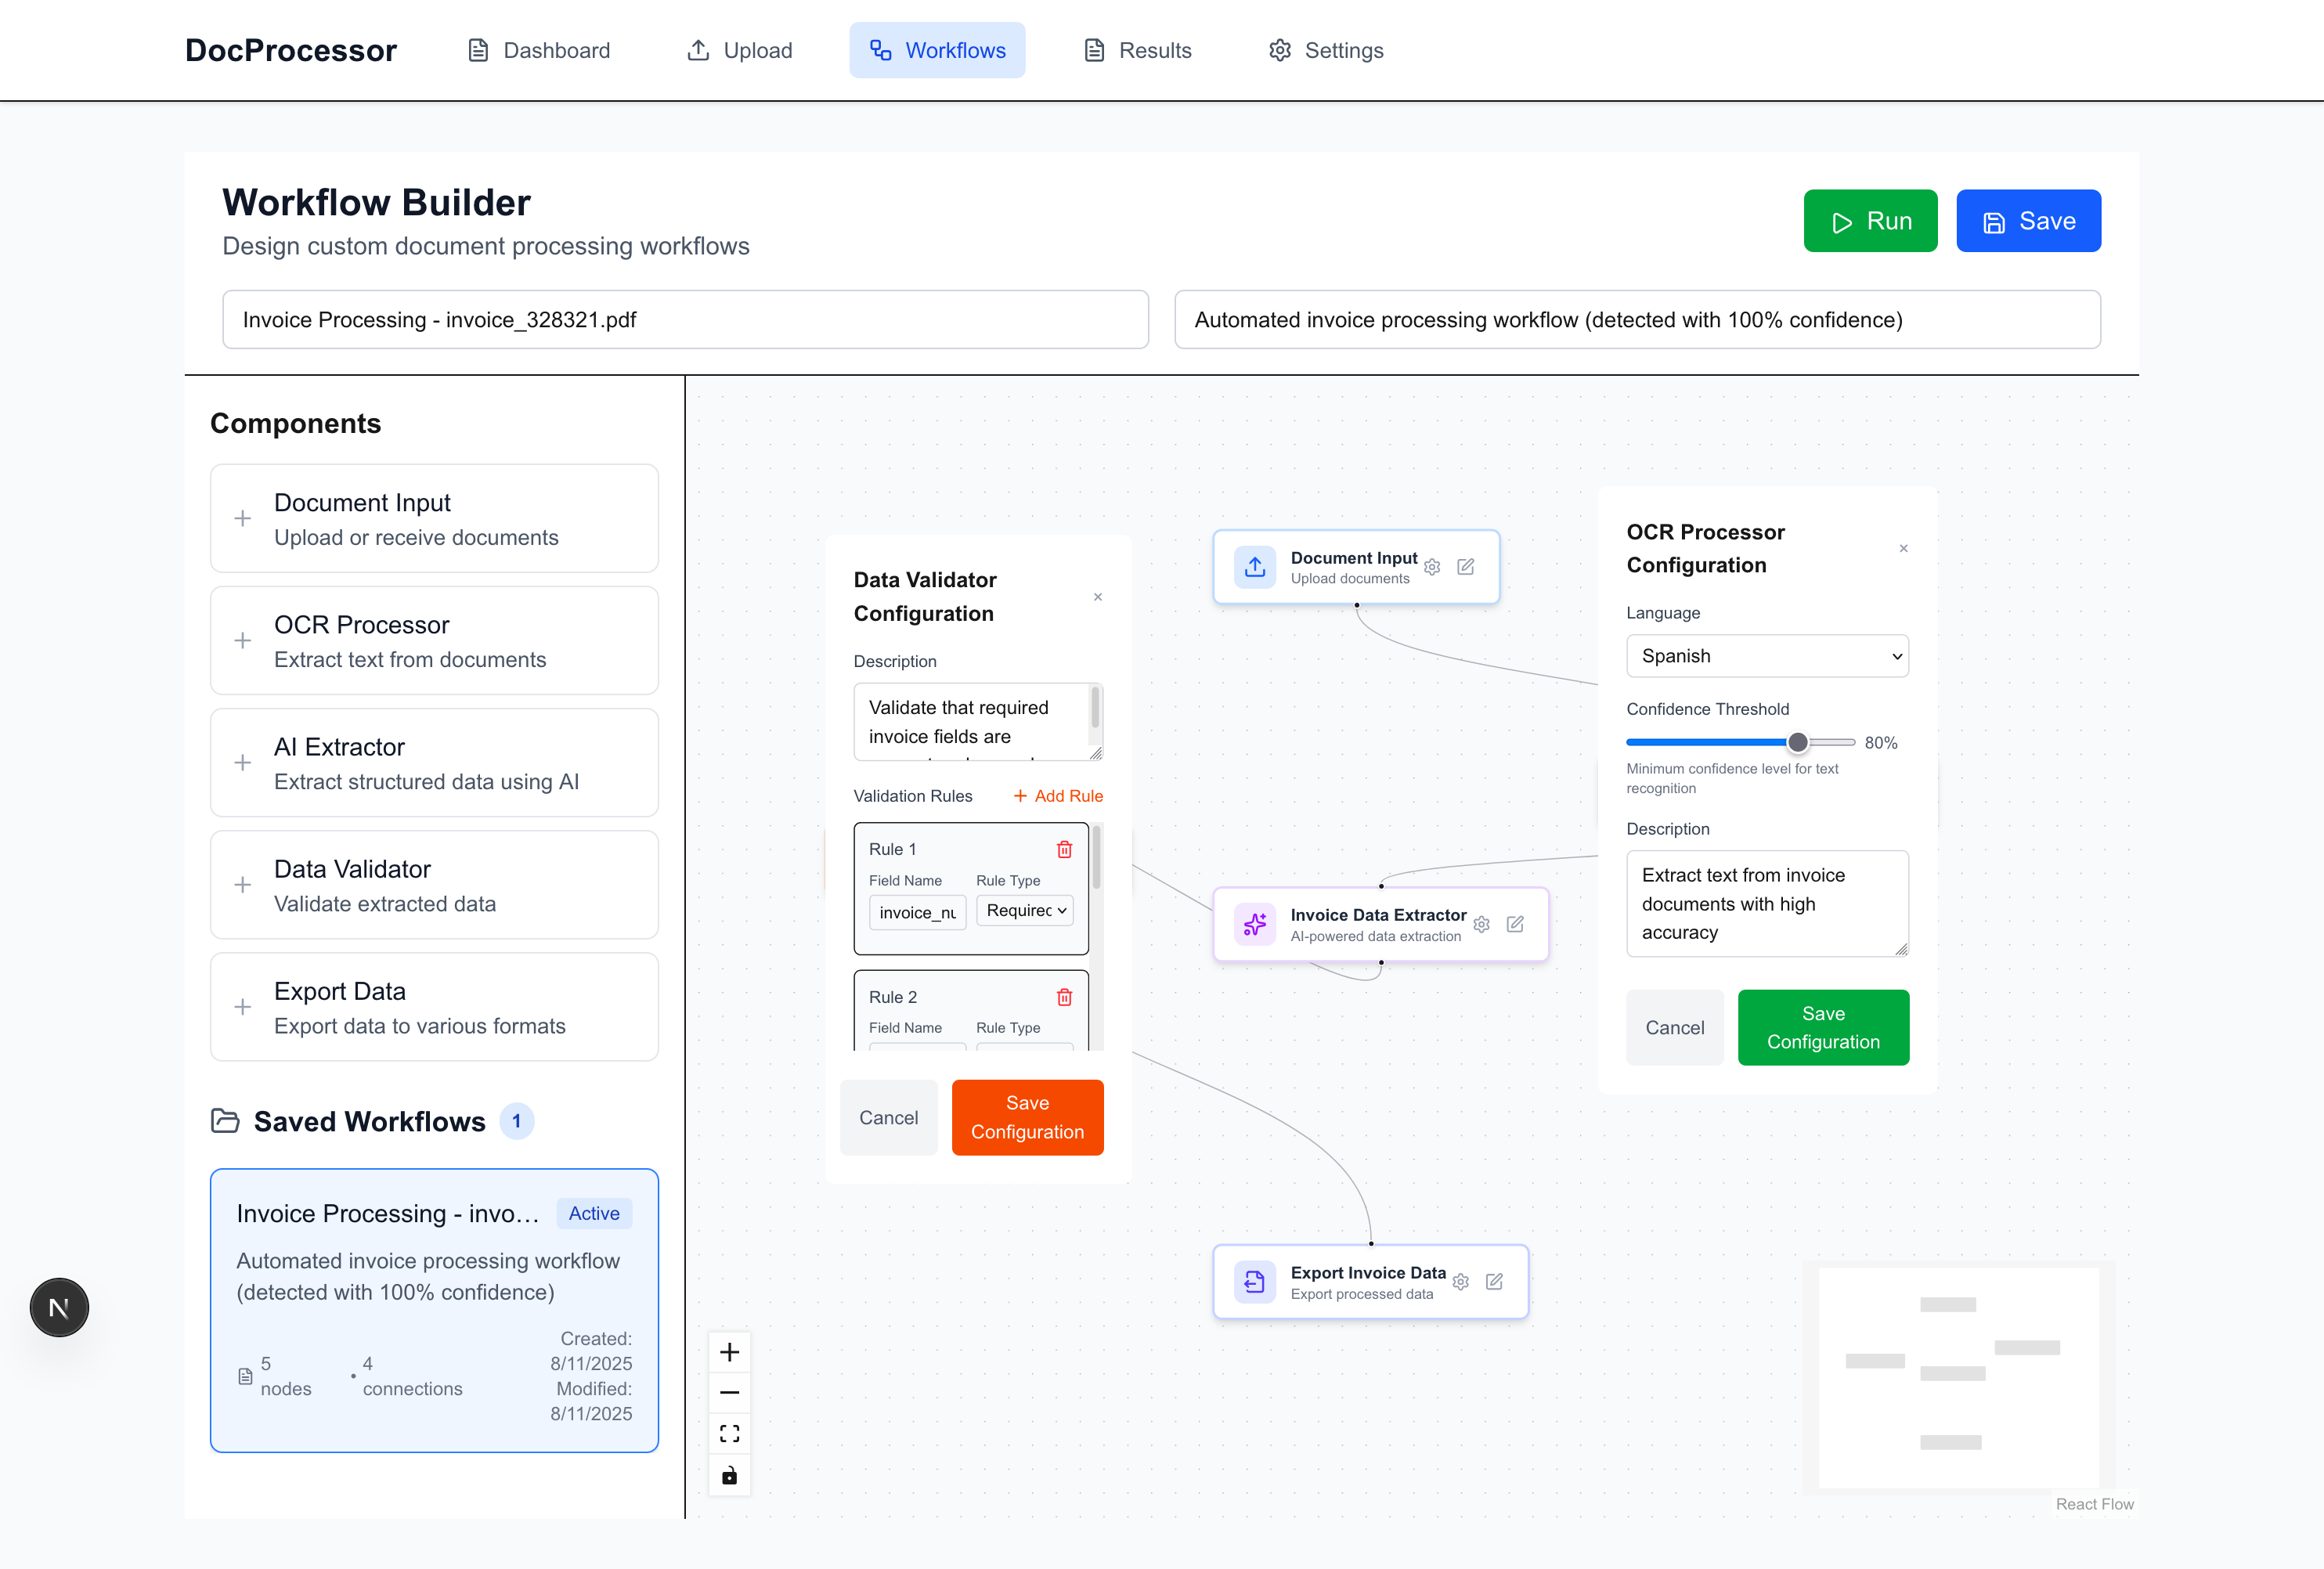 DocProcessor
Dashboard
Upload
Workflows
Results
Settings
Workflow Builder
Design custom document processing workflows
Run
Save
Invoice Processing - invoice_328321.pdf
Automated invoice processing workflow (detected with 100% confidence)
Components
Document Input
Upload or receive documents
OCR Processor
Extract text from documents
AI Extractor
Extract structured data using AI
Data Validator
Validate extracted data
Export Data
Export data to various formats
Saved Workflows 1
Invoice Processing - invo...
Active
Automated invoice processing workflow
(detected with 100% confidence)
5
nodes
•
4
connections
Created:
8/11/2025
Modified:
8/11/2025
Data Validator
Configuration
×
Description
Validate that required
invoice fields are
Validation Rules
+ Add Rule
Rule 1
Field Name
Rule Type
invoice_nu
Required
Rule 2
Field Name
Rule Type
Cancel
Save
Configuration
Document Input
Upload documents
Invoice Data Extractor
AI-powered data extraction
Export Invoice Data
Export processed data
OCR Processor
Configuration
×
Language
Spanish
Confidence Threshold
80%
Minimum confidence level for text
recognition
Description
Extract text from invoice
documents with high
accuracy
Cancel
Save
Configuration
React Flow
N